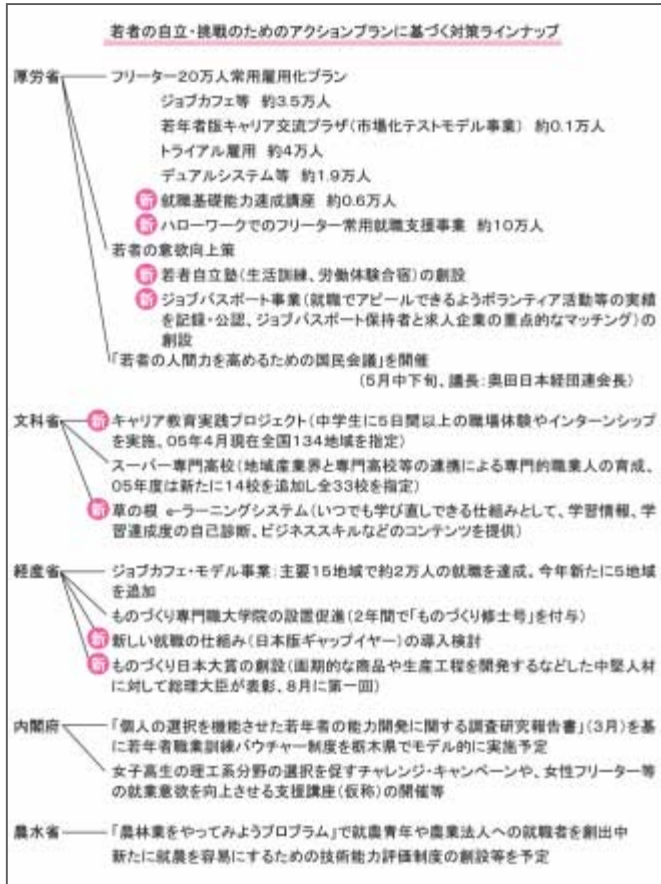 若者の自立・挑戦のためのアクションプランに基づく対策ラインナップ
厚労省 フリーター20万人常用雇用化プラン
ジョブカフェ等 約3.5万人
若年者版キャリア交流プラザ(市場化テストモデル事業) 約0.1万人
トライアル雇用 約4万人
デュアルシステム等 約1.9万人
新 就職基礎能力速成講座 約0.6万人
新 ハローワークでのフリーター常用就職支援事業 約10万人
若者の意欲向上策
新 若者自立塾(生活訓練、労働体験合宿)の創設
新 ジョブパスポート事業(就職でアピールできるようボランティア活動等の実績
を記録・公認、ジョブパスポート保持者と求人企業の重点的なマッチング)の
創設
「若者の人間力を高めるための国民会議」を開催
(5月中下旬、議長:奥田日本経団連会長)
文科省 新 キャリア教育実践プロジェクト(中学生に5日間以上の職場体験やインターンシップ
を実施、05年4月現在全国134地域を指定)
スーパー専門高校(地域産業界と専門高校等の連携による専門的職業人の育成、
05年度は新たに14校を追加し全33校を指定)
新 草の根 e-ラーニングシステム(いつでも学び直しできる仕組みとして、学習情報、学
習達成度の自己診断、ビジネススキルなどのコンテンツを提供)
経産省 ジョブカフェ・モデル事業:主要15地域で約2万人の就職を達成。今年新たに5地域
を追加
ものづくり専門職大学院の設置促進(2年間で「ものづくり修士号」を付与)
新 新しい就職の仕組み(日本版ギャップイヤー)の導入検討
新 ものづくり日本大賞の創設(画期的な商品や生産工程を開発するなどした中堅人材
に対して総理大臣が表彰、8月に第一回)
内閣府 「個人の選択を機能させた若年者の能力開発に関する調査研究報告書」(3月)を基
に若年者職業訓練バウチャー制度を栃木県でモデル的に実施予定
女子高生の理工系分野の選択を促すチャレンジ・キャンペーンや、女性フリーター等
の就業意欲を向上させる支援講座(仮称)の開催等
農水省 「農林業をやってみようプログラム」で就農青年や農業法人への就職者を創出中
新たに就農を容易にするための技術能力評価制度の創設等を予定